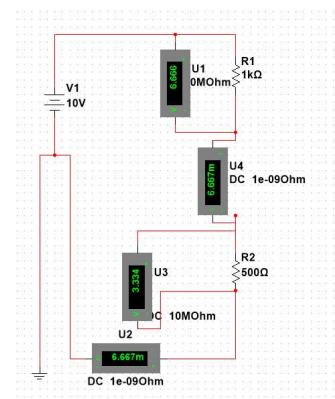 V1
10V
U1
0MOhm
6.666
V
R1
1kΩ
U4
DC 1e-09Ohm
6.667m
U3
3.334
V
DC 10MOhm
R2
500Ω
U2
6.667m
DC 1e-09Ohm